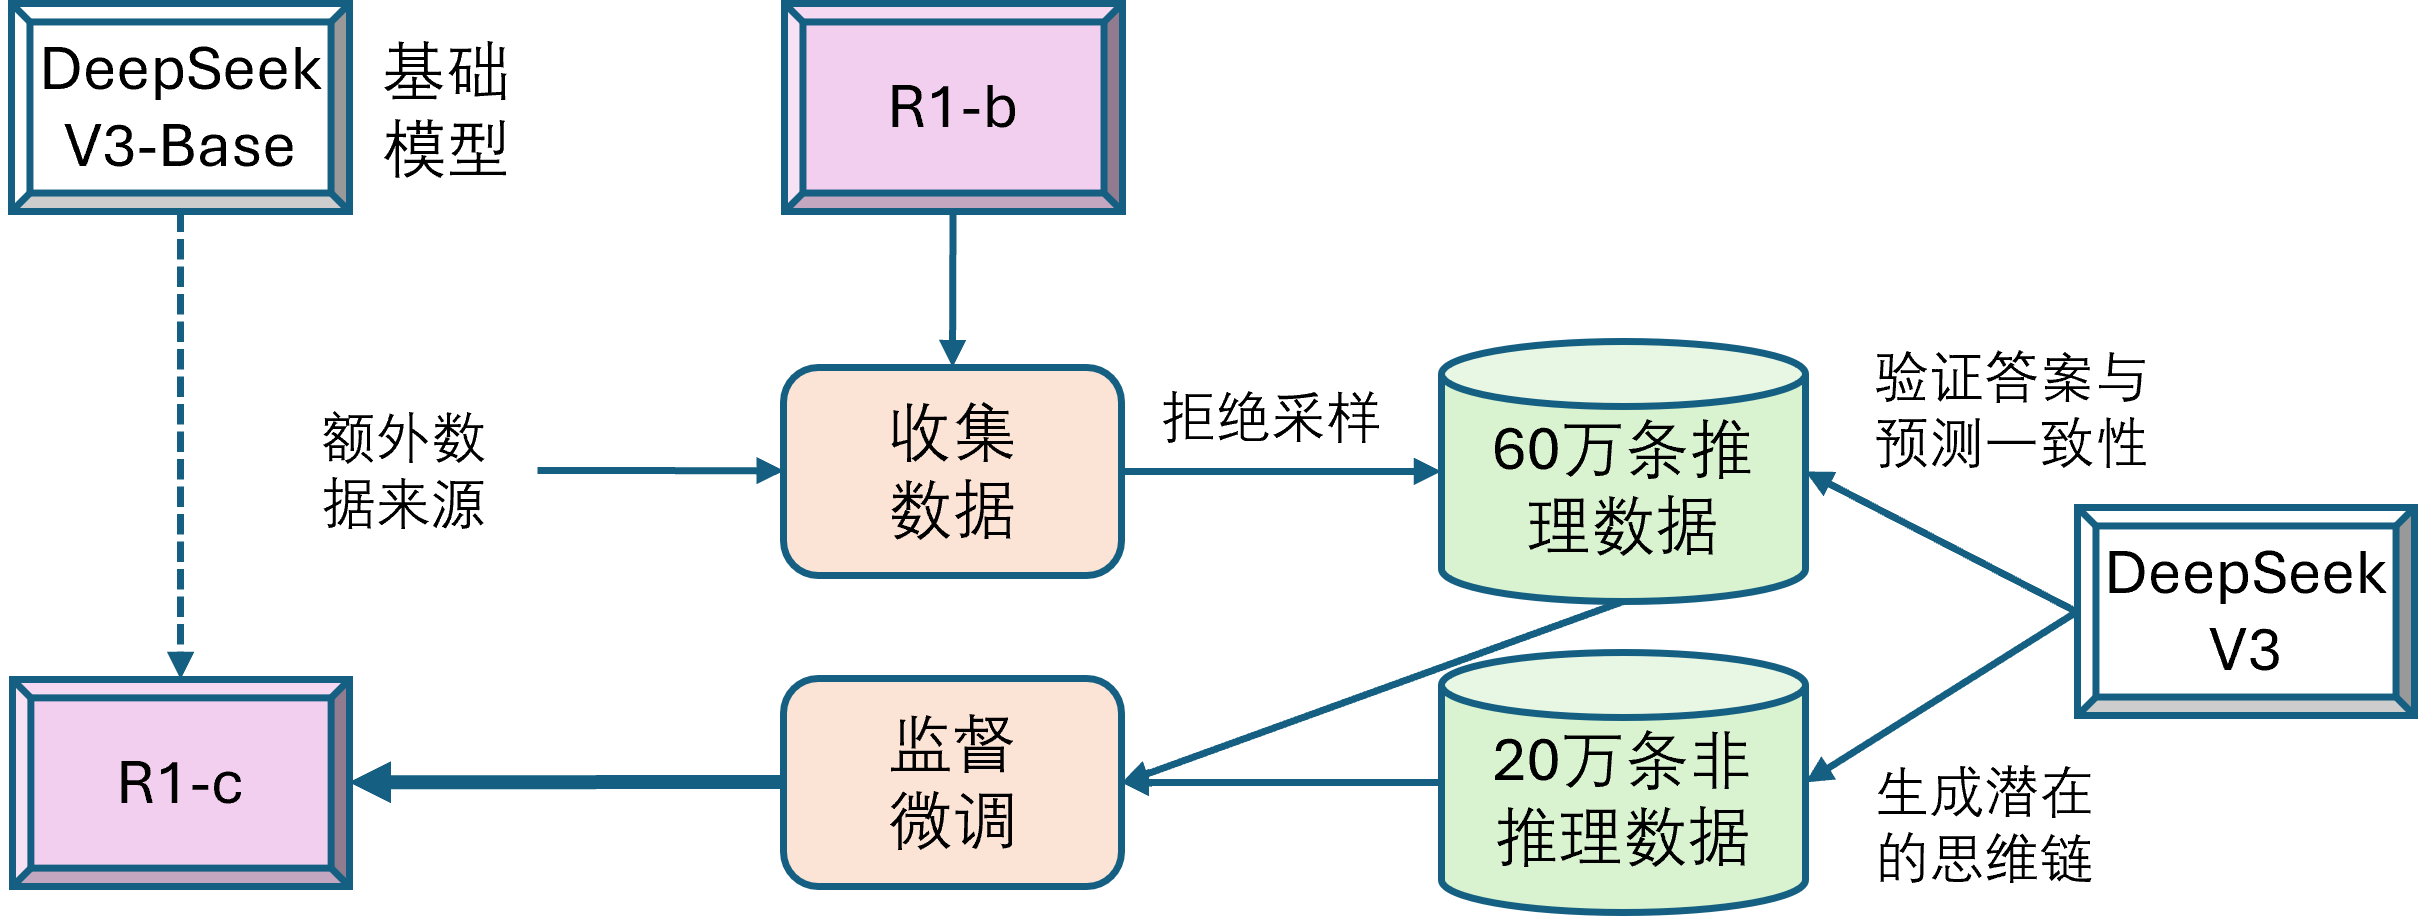 DeepSeek
V3-Base
基础
模型
R1-b
额外数
据来源
收集
数据
拒绝采样
60万条推
理数据
验证答案与
预测一致性
DeepSeek
V3
R1-c
监督
微调
20万条非
推理数据
生成潜在
的思维链